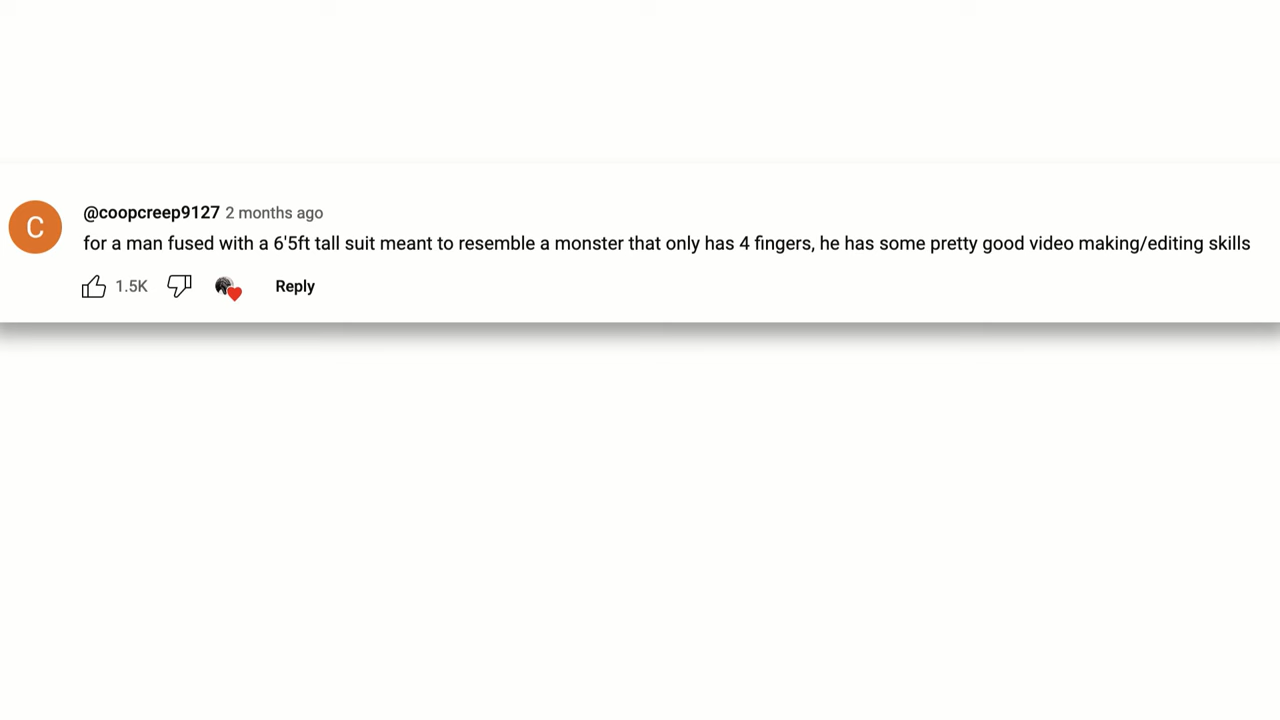 C
@coopcreep9127 2 months ago
for a man fused with a 6'5ft tall suit meant to resemble a monster that only has 4 fingers, he has some pretty good video making/editing skills
1.5K Reply